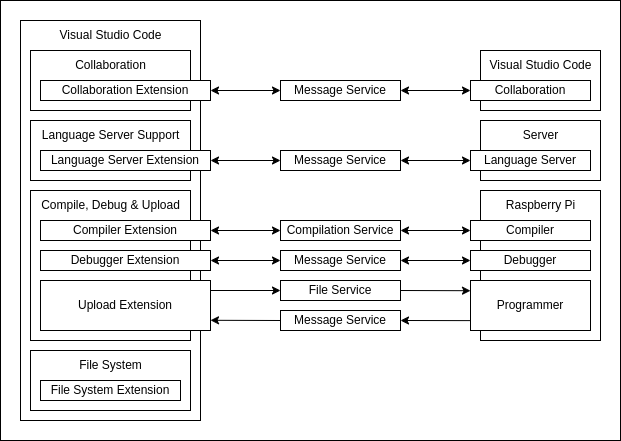 Visual Studio Code
Collaboration
Collaboration Extension
Message Service
Visual Studio Code
Collaboration
Language Server Support
Language Server Extension
Message Service
Server
Language Server
Compile, Debug & Upload
Compiler Extension
Compilation Service
Raspberry Pi
Compiler
Debugger Extension
Message Service
Debugger
Upload Extension
File Service
Message Service
Programmer
File System
File System Extension